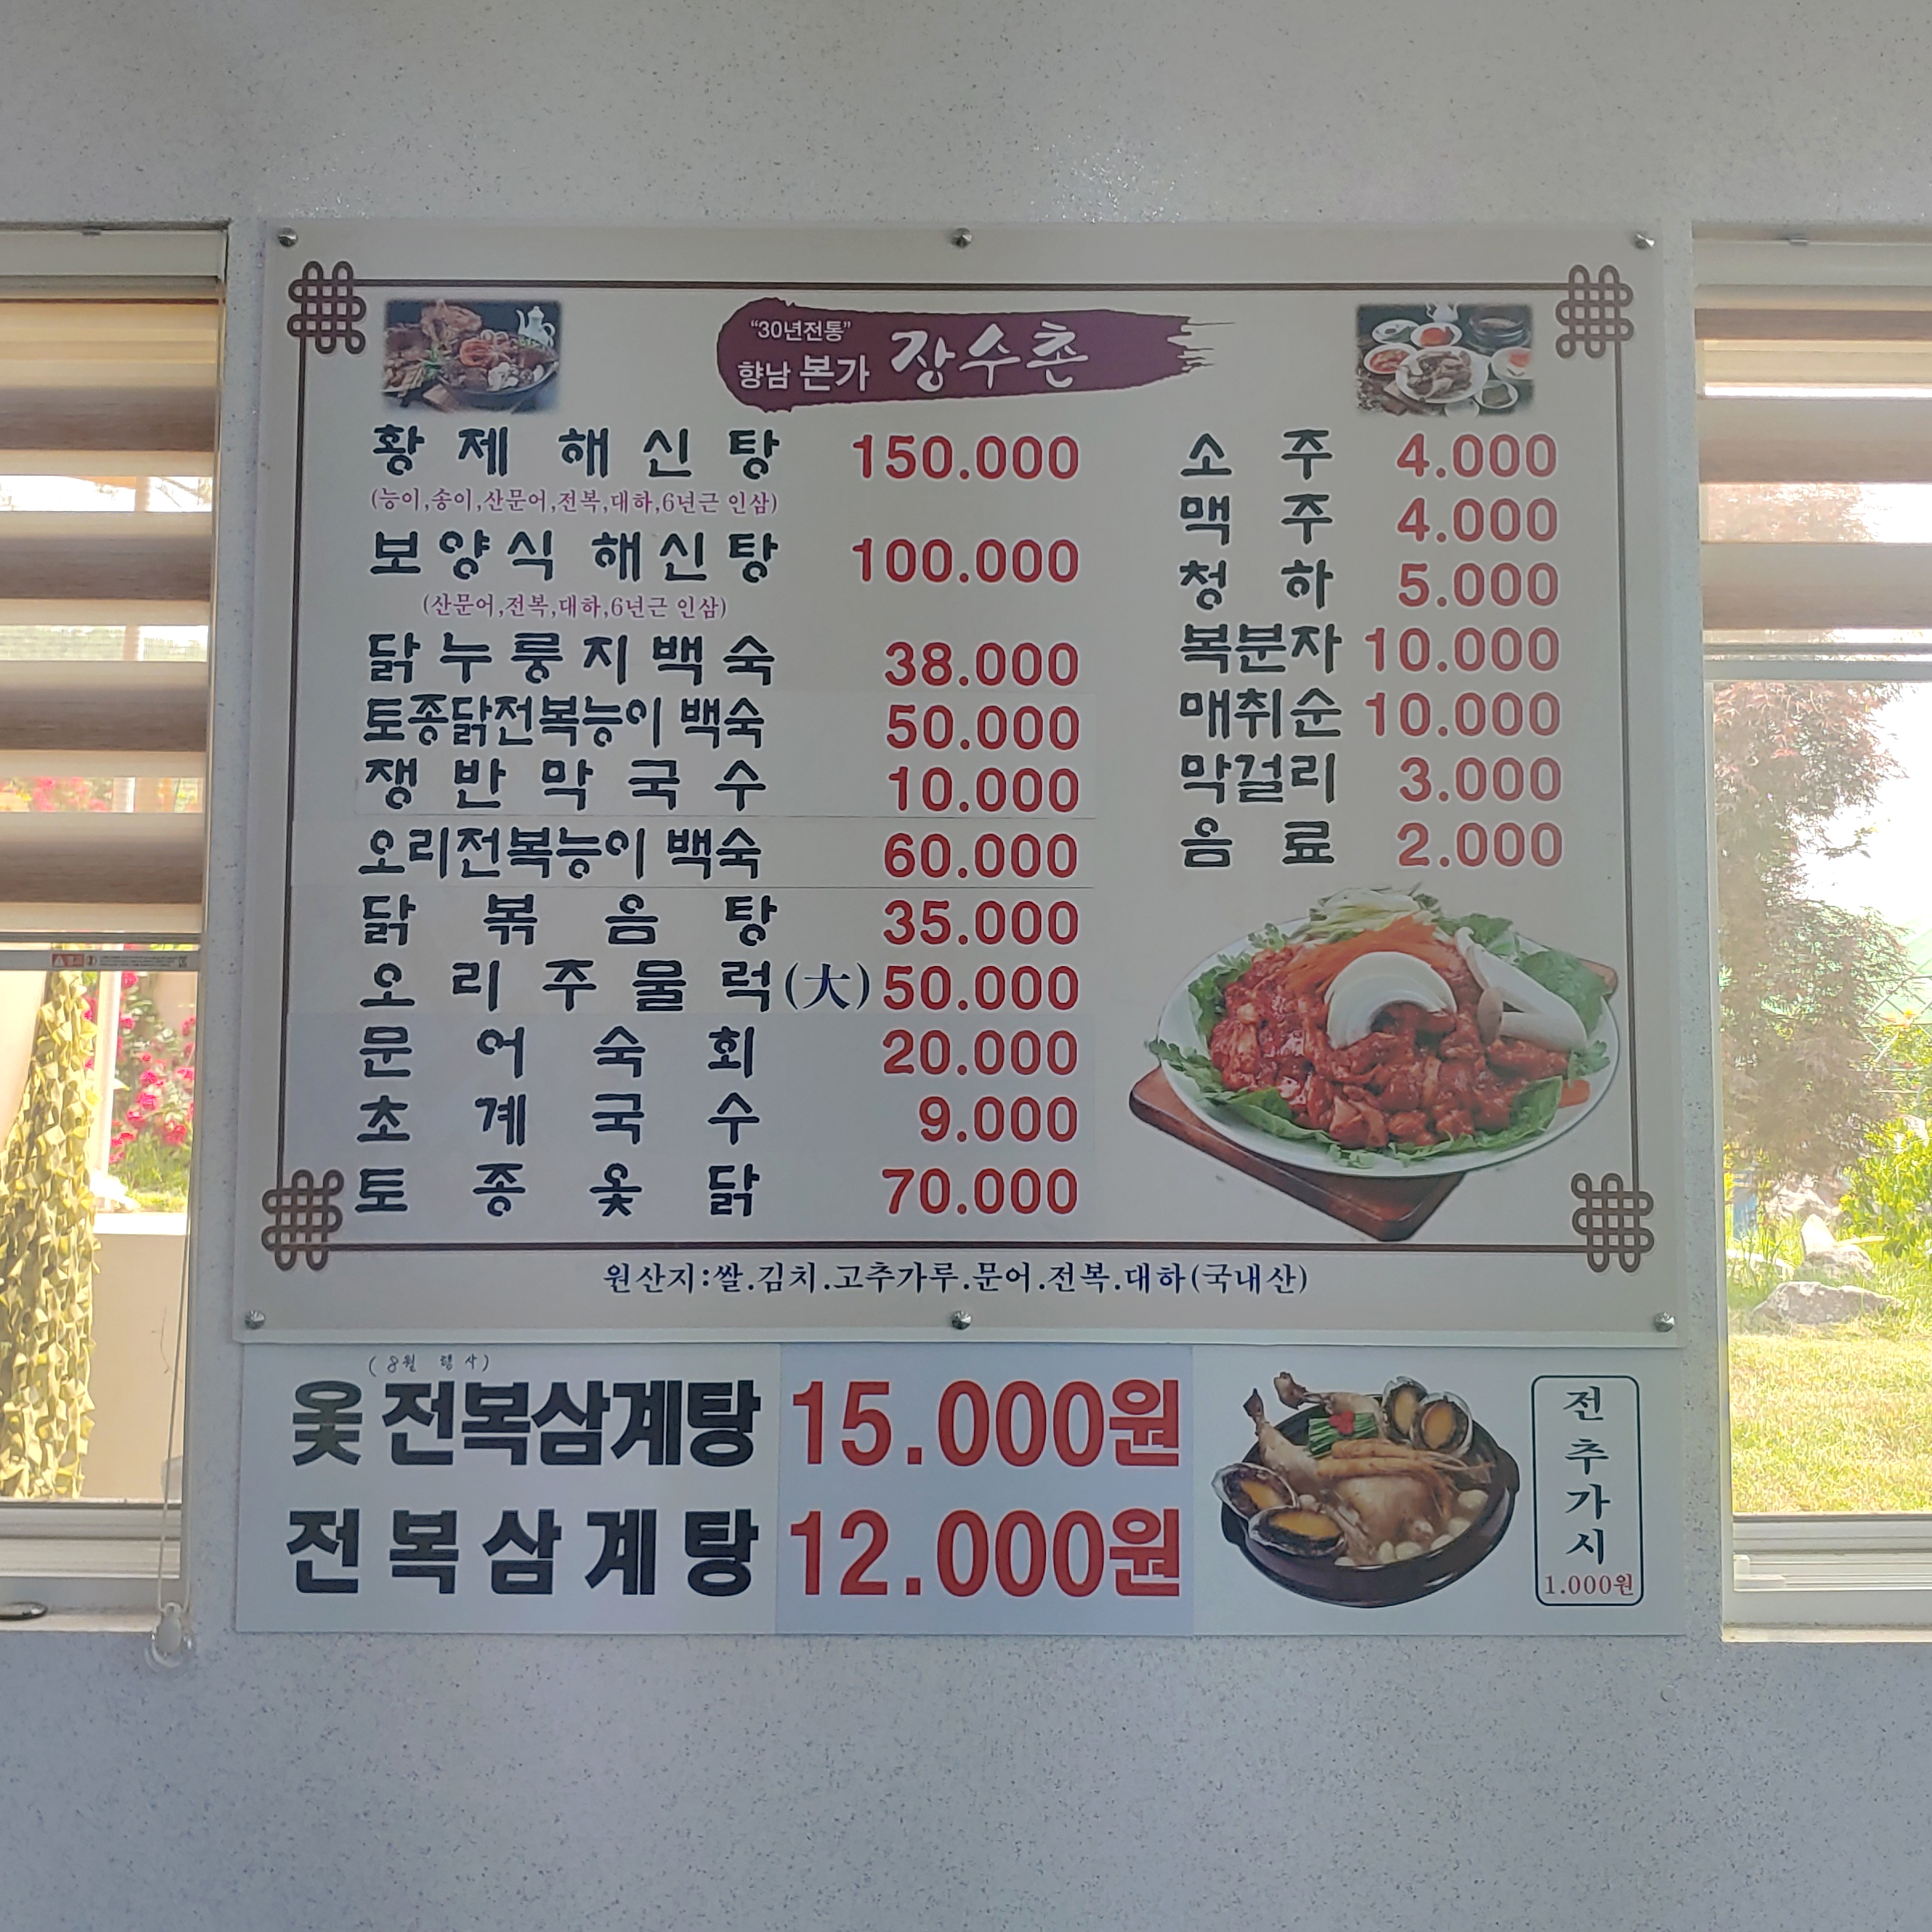 "30년전통"
향남 본가 장수촌
황제해신탕 150.000
(능이,송이,산문어,전복,대하,6년근 인삼)
보양식 해신탕 100.000
(산문어,전복,대하,6년근 인삼)
닭누룽지백숙 38.000
토종닭전복능이 백숙 50.000
쟁반막국수 10.000
오리전복능이 백숙 60.000
닭볶음탕 35.000
오리주물럭(大) 50.000
문어숙회 20.000
초계국수 9.000
토종옻닭 70.000
소주 4.000
맥주 4.000
청하 5.000
복분자 10.000
매취순 10.000
막걸리 3.000
음료 2.000
원산지:쌀.김치.고추가루.문어.전복.대하(국내산)
(8월 행사)
옻전복삼계탕 15.000원
전복삼계탕 12.000원
전추가시
1.000원